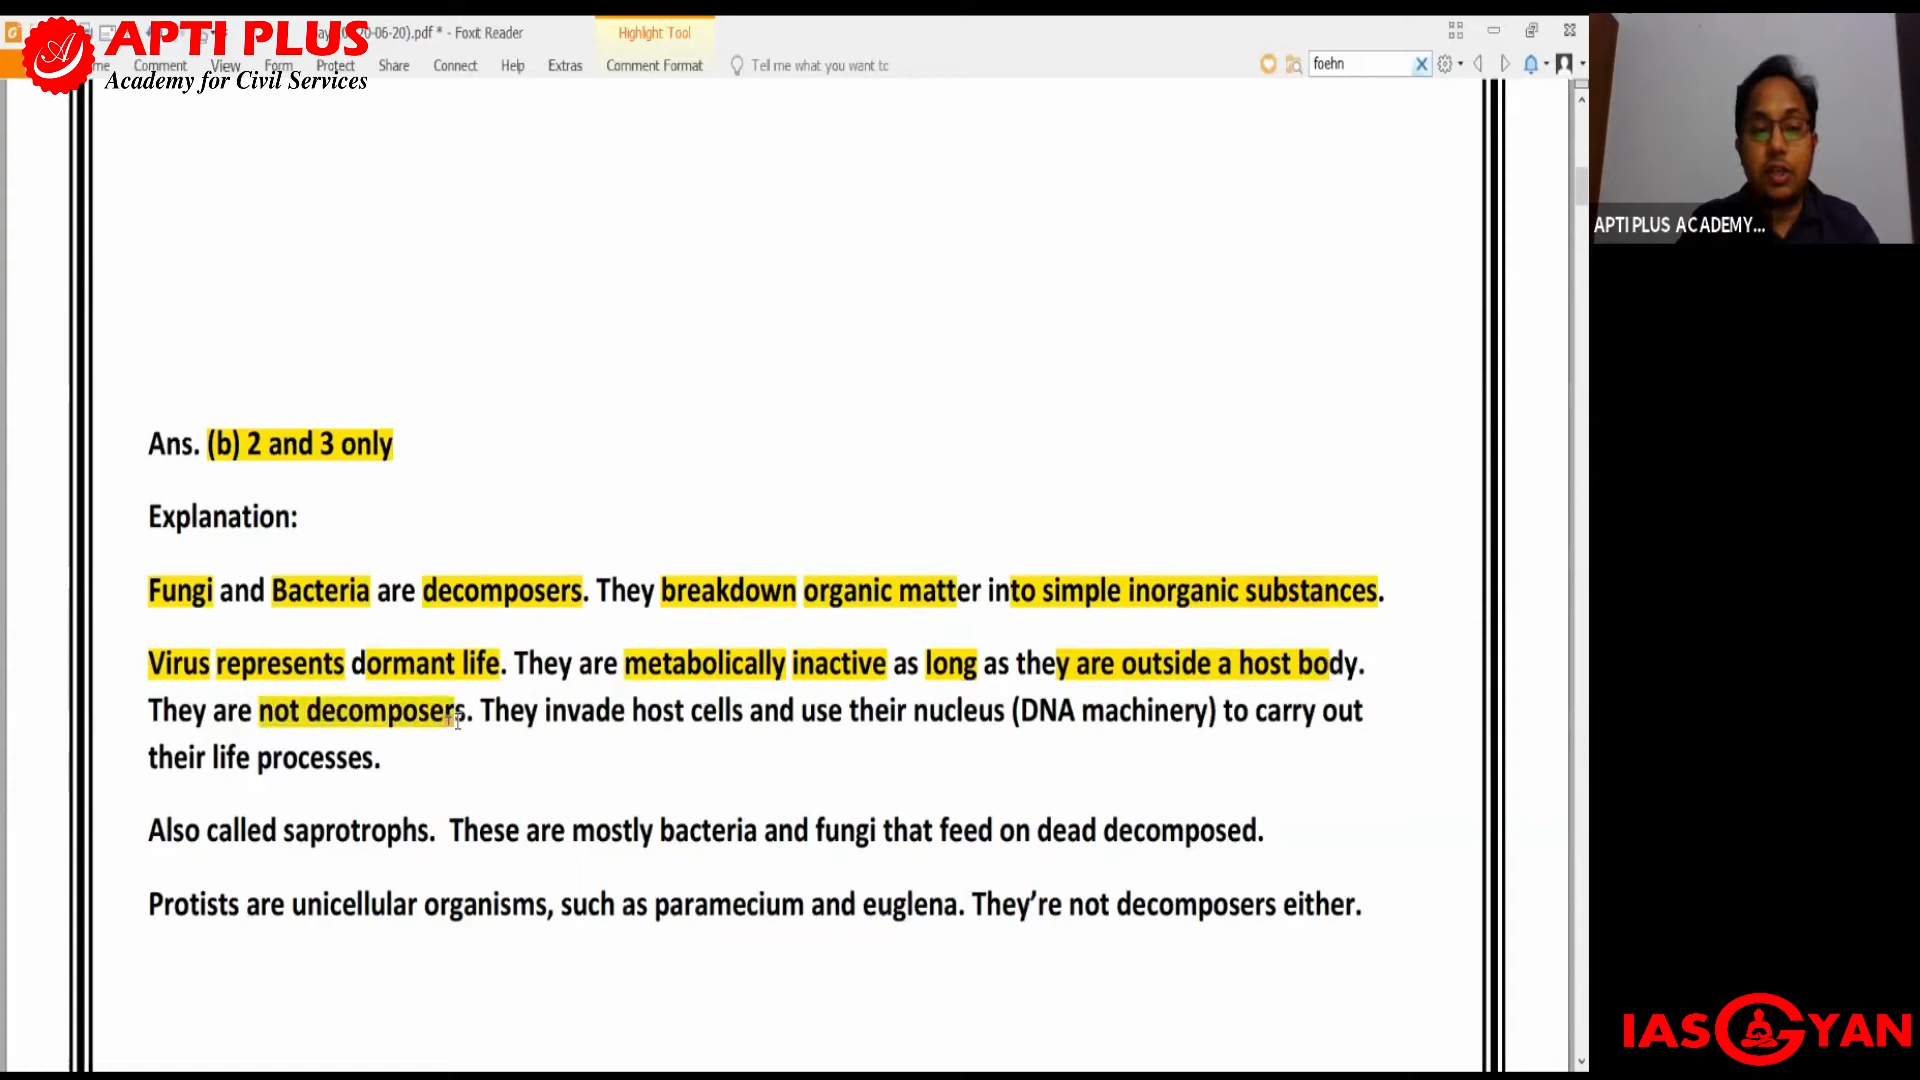 APTI PLUS
Academy for Civil Services
0-06-20).pdf * - Foxit Reader
Highlight Tool
Comment View Form Protect Share Connect Help Extras Comment Format Tell me what you want to
foehn
APTI PLUS ACADEMY...
Ans. (b) 2 and 3 only
Explanation:
Fungi and Bacteria are decomposers. They breakdown organic matter into simple inorganic substances.
Virus represents dormant life. They are metabolically inactive as long as they are outside a host body.
They are not decomposers. They invade host cells and use their nucleus (DNA machinery) to carry out
their life processes.
Also called saprotrophs. These are mostly bacteria and fungi that feed on dead decomposed.
Protists are unicellular organisms, such as paramecium and euglena. They’re not decomposers either.
IAS GYAN